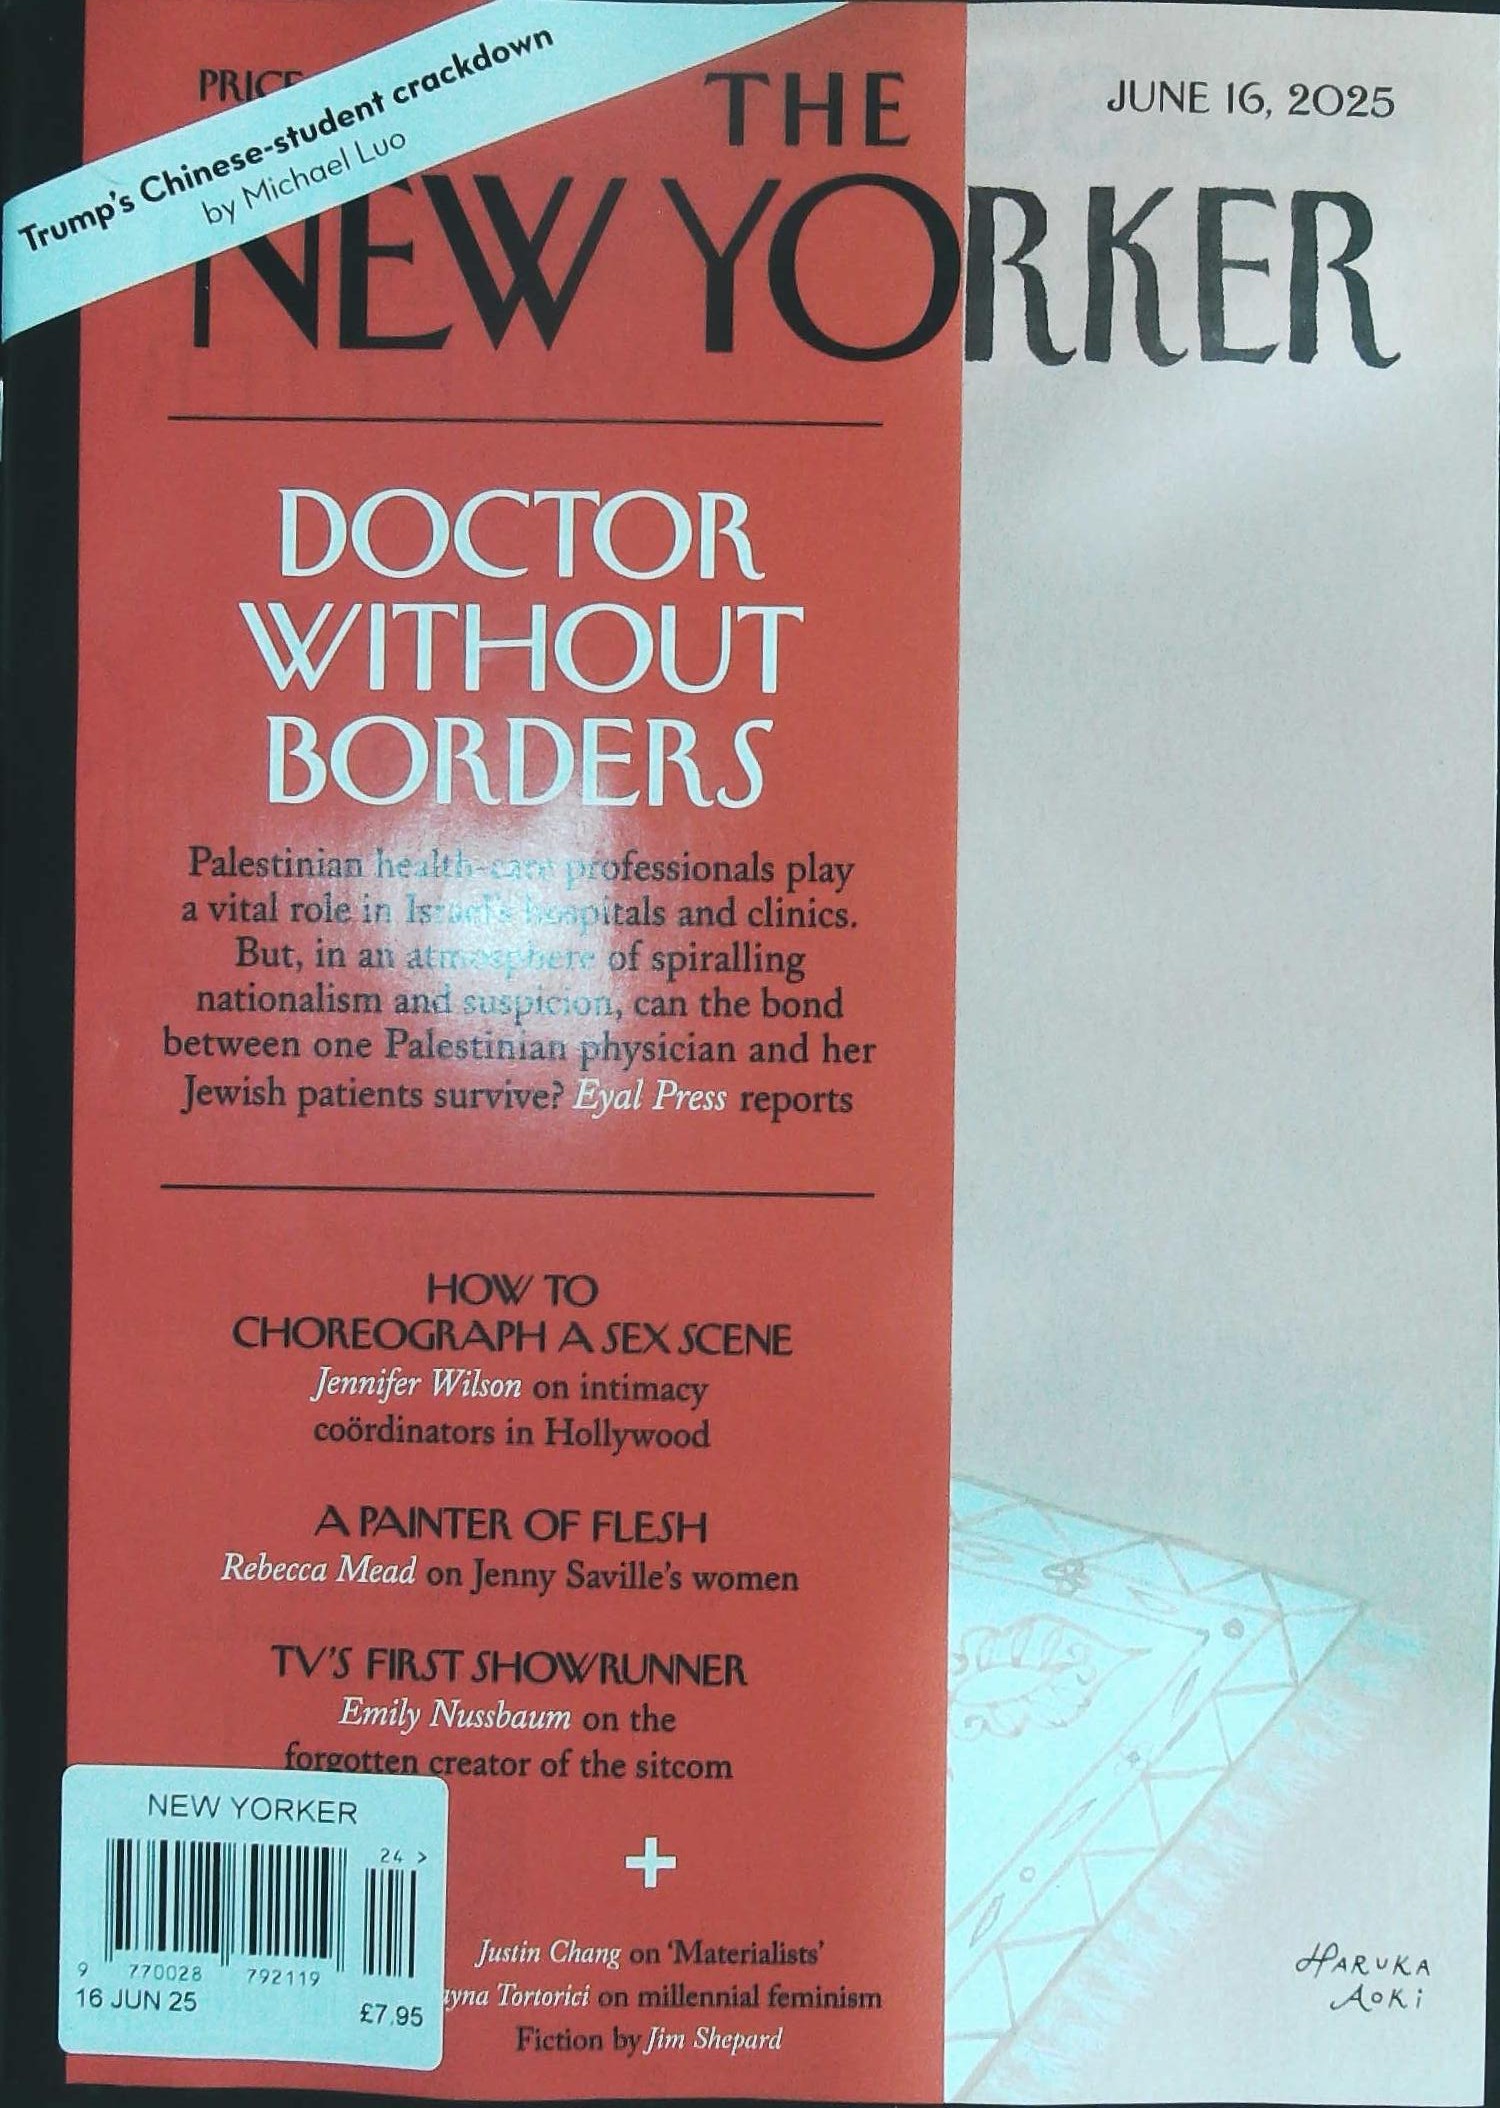 Trump's Chinese-student crackdown
by Michael Luo
THE
JUNE 16, 2025
NEW YORKER
DOCTOR
WITHOUT
BORDERS
Palestinian health-care professionals play
a vital role in Israel's hospitals and clinics.
But, in an atmosphere of spiralling
nationalism and suspicion, can the bond
between one Palestinian physician and her
Jewish patients survive? Eyal Press reports
HOW TO
CHOREOGRAPH A SEX SCENE
Jennifer Wilson on intimacy
coördinators in Hollywood
A PAINTER OF FLESH
Rebecca Mead on Jenny Saville's women
TV'S FIRST SHOWRUNNER
Emily Nussbaum on the
forgotten creator of the sitcom
+
Justin Chang on 'Materialists'
Tortorici on millennial feminism
Fiction by Jim Shepard
NEW YORKER
24 >
9 770028 792119
16 JUN 25
£7.95
HARUKA
AOKI